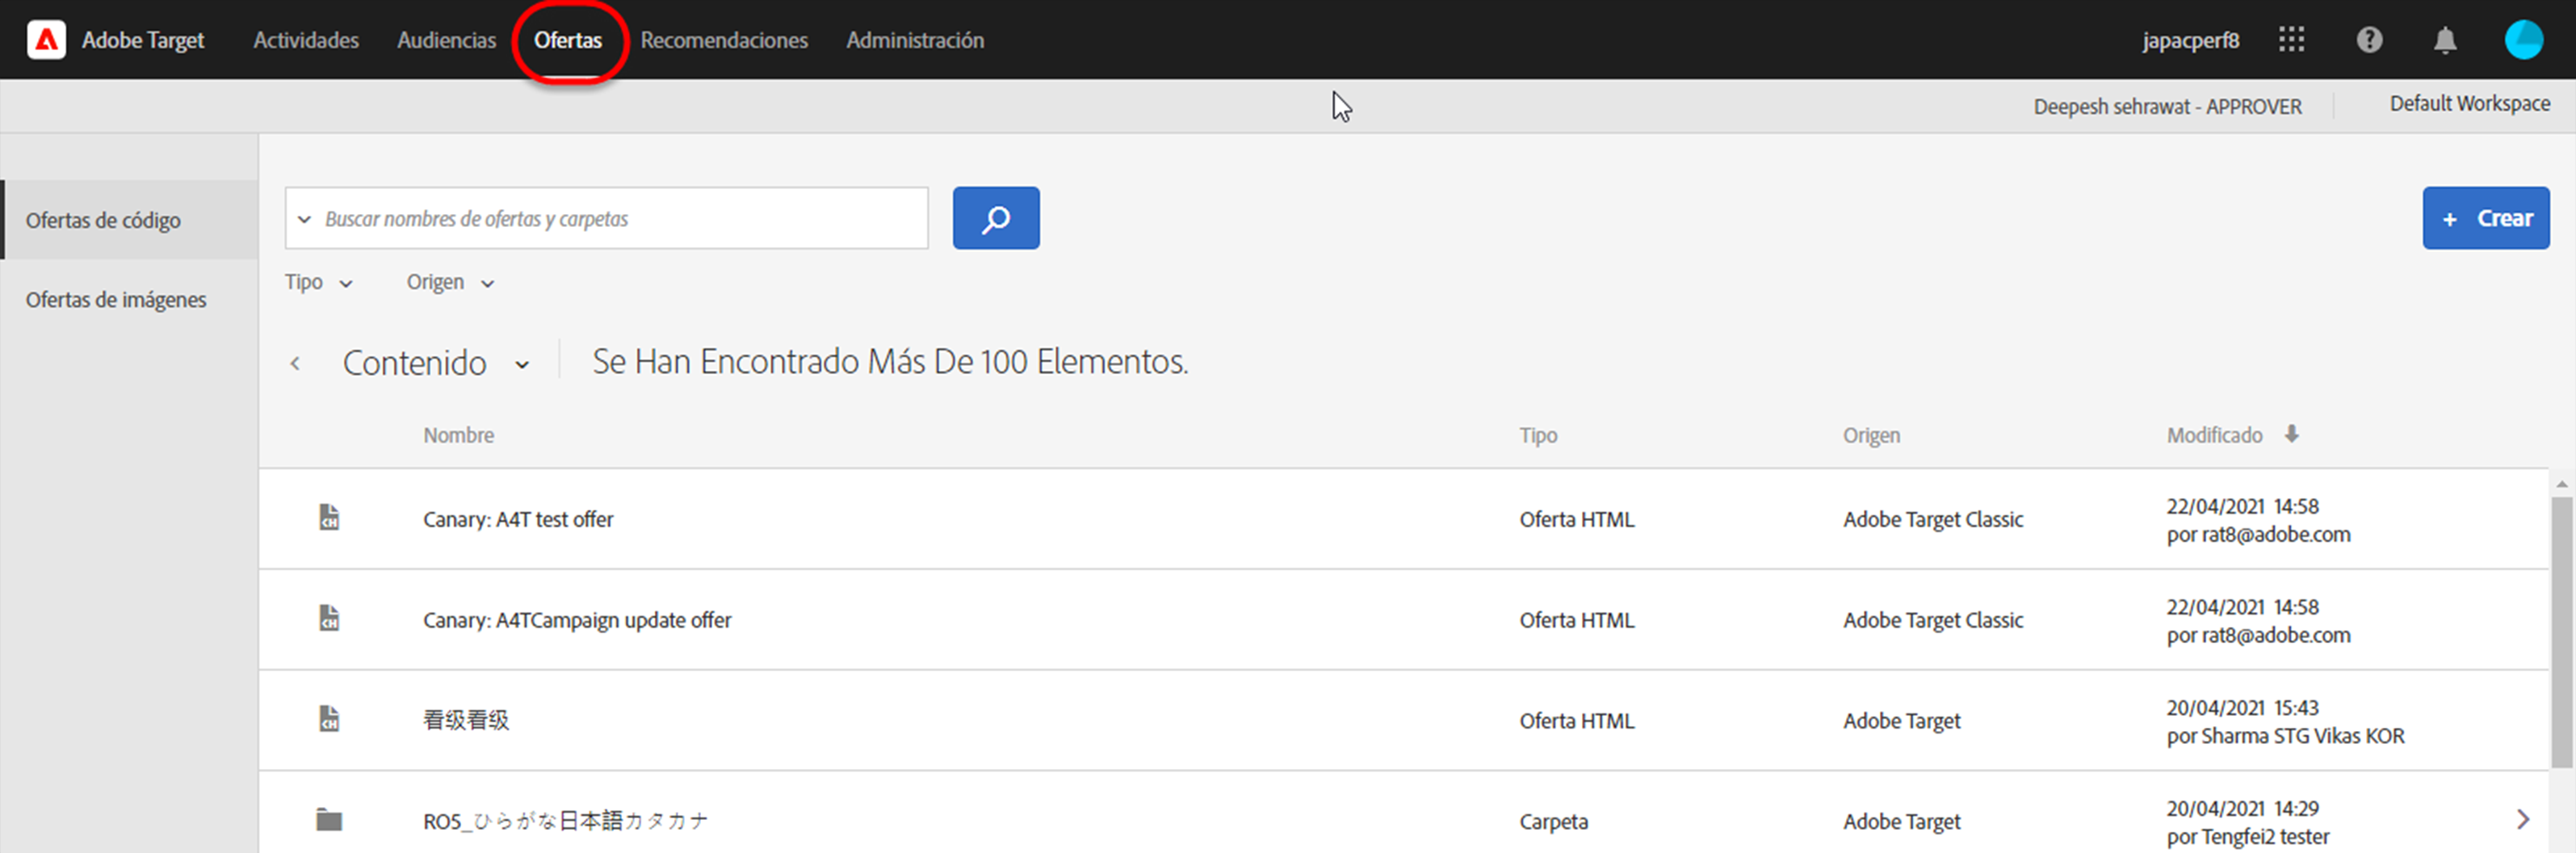 Adobe Target Actividades Audiencias Ofertas Recomendaciones Administración japacperf8
Deepesh sehrawat - APPROVER Default Workspace
Ofertas de código
Ofertas de imágenes
Buscar nombres de ofertas y carpetas
+ Crear
Tipo Origen
Contenido Se Han Encontrado Más De 100 Elementos.
Nombre Tipo Origen Modificado
Canary: A4T test offer Oferta HTML Adobe Target Classic 22/04/2021 14:58
por rat8@adobe.com
Canary: A4TCampaign update offer Oferta HTML Adobe Target Classic 22/04/2021 14:58
por rat8@adobe.com
看级看级 Oferta HTML Adobe Target 20/04/2021 15:43
por Sharma STG Vikas KOR
RO5_ひらがな日本語カタカナ Carpeta Adobe Target 20/04/2021 14:29
por Tengfei2 tester